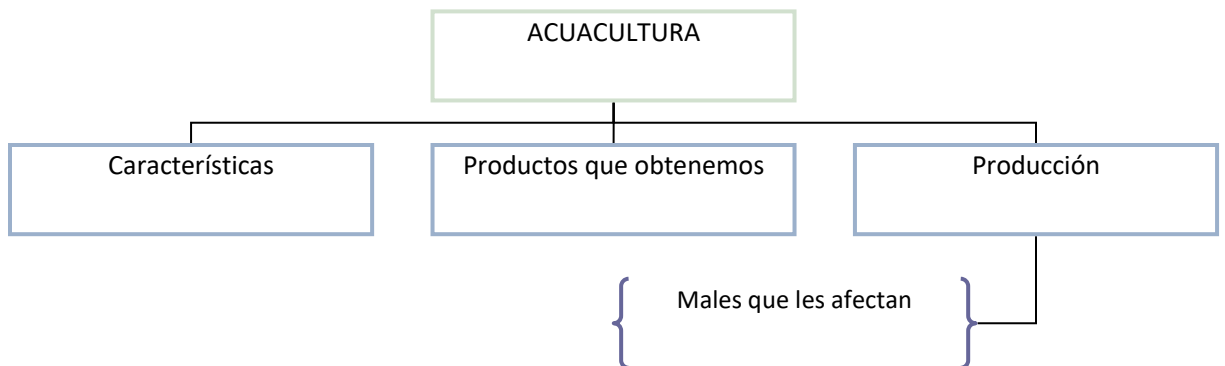 ACUACULTURA
Características
Productos que obtenemos
Producción
Males que les afectan